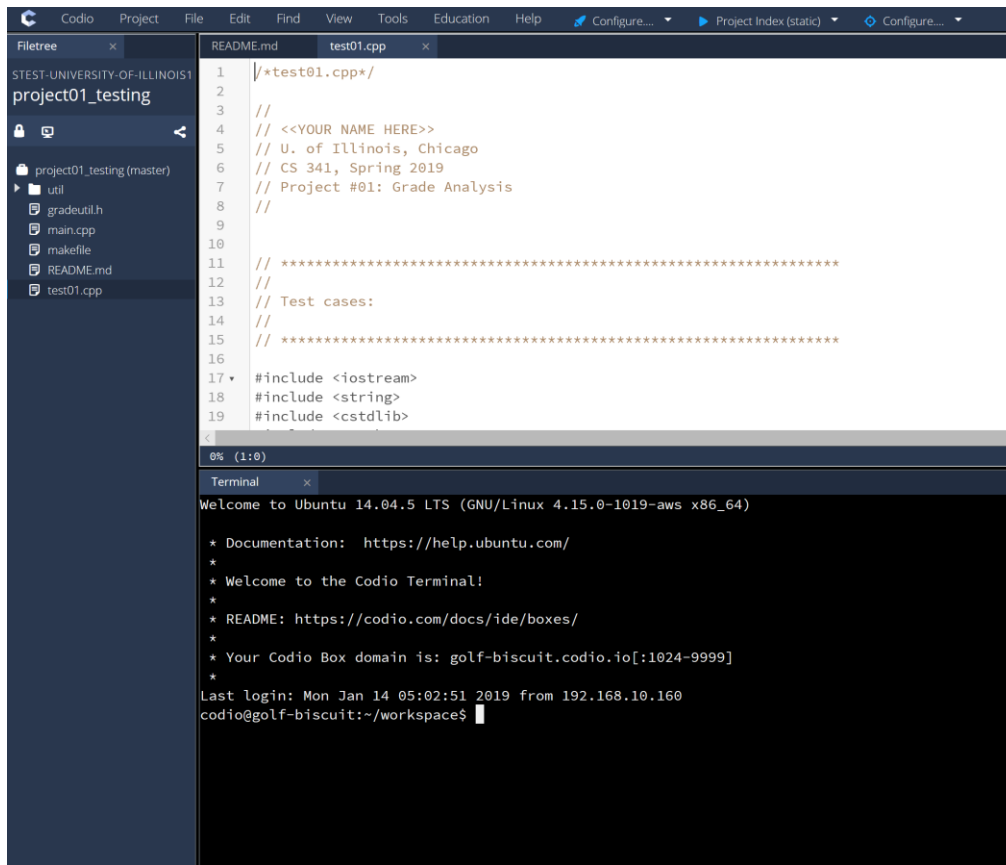 Codio Project File Edit Find View Tools Education Help Configure.... Project Index (static) Configure....
Filetree ×
STEST-UNIVERSITY-OF-ILLINOIS1
project01_testing
project01_testing (master)
util
gradeutil.h
main.cpp
makefile
README.md
test01.cpp
README.md test01.cpp ×
1 /*test01.cpp*/
2
3 //
4 // <<YOUR NAME HERE>>
5 // U. of Illinois, Chicago
6 // CS 341, Spring 2019
7 // Project #01: Grade Analysis
8 //
9
10
11 // *****************************************************************
12 //
13 // Test cases:
14 //
15 // *****************************************************************
16
17 #include <iostream>
18 #include <string>
19 #include <cstdlib>
0% (1:0)
Terminal ×
Welcome to Ubuntu 14.04.5 LTS (GNU/Linux 4.15.0-1019-aws x86_64)
* Documentation: https://help.ubuntu.com/
*
* Welcome to the Codio Terminal!
*
* README: https://codio.com/docs/ide/boxes/
*
* Your Codio Box domain is: golf-biscuit.codio.io[:1024-9999]
*
Last login: Mon Jan 14 05:02:51 2019 from 192.168.10.160
codio@golf-biscuit:~/workspace$